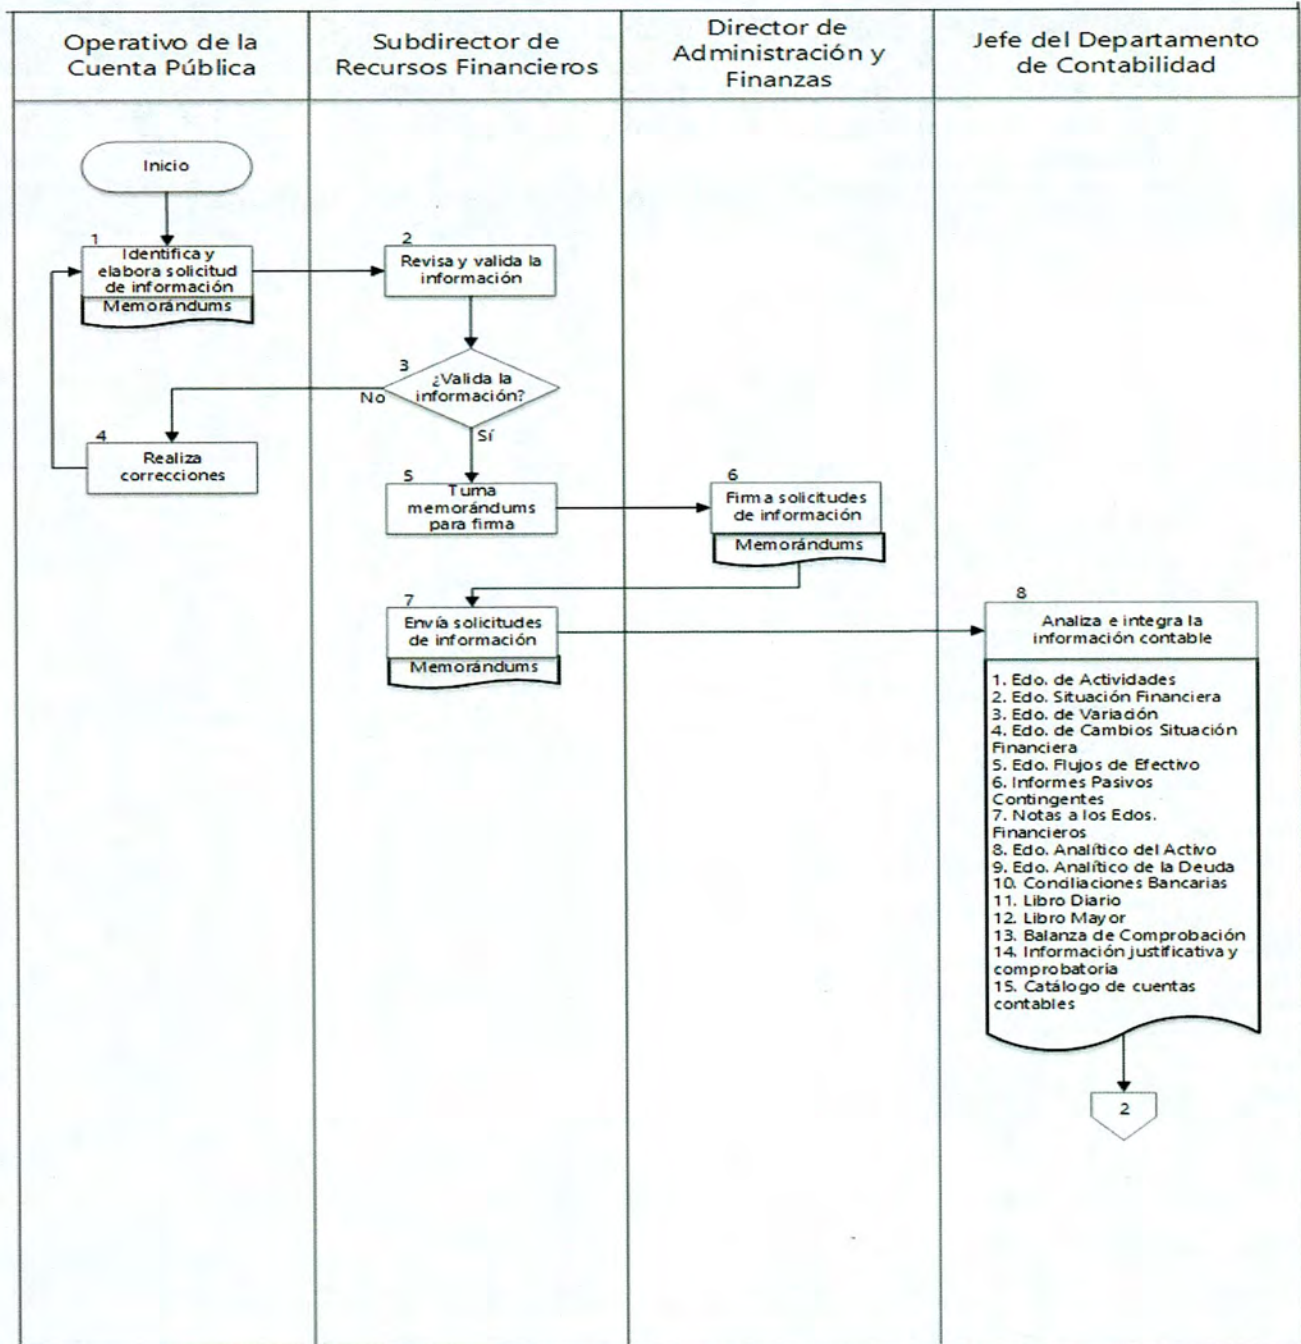 Operativo de la
Cuenta Pública
Subdirector de
Recursos Financieros
Director de
Administración y
Finanzas
Jefe del Departamento
de Contabilidad
Inicio
1
Identifica y
elabora solicitud
de información
Memorándums
2
Revisa y valida la
información
3
¿Valida la
información?
No
Sí
4
Realiza
correcciones
5
Turna
memorándums
para firma
6
Firma solicitudes
de información
Memorándums
7
Envía solicitudes
de información
Memorándums
8
Analiza e integra la
información contable
1. Edo. de Actividades
2. Edo. Situación Financiera
3. Edo. de Variación
4. Edo. de Cambios Situación
Financiera
5. Edo. Flujos de Efectivo
6. Informes Pasivos
Contingentes
7. Notas a los Edos.
Financieros
8. Edo. Analítico del Activo
9. Edo. Analítico de la Deuda
10. Conciliaciones Bancarias
11. Libro Diario
12. Libro Mayor
13. Balanza de Comprobación
14. Información justificativa y
comprobatoria
15. Catálogo de cuentas
contables
2